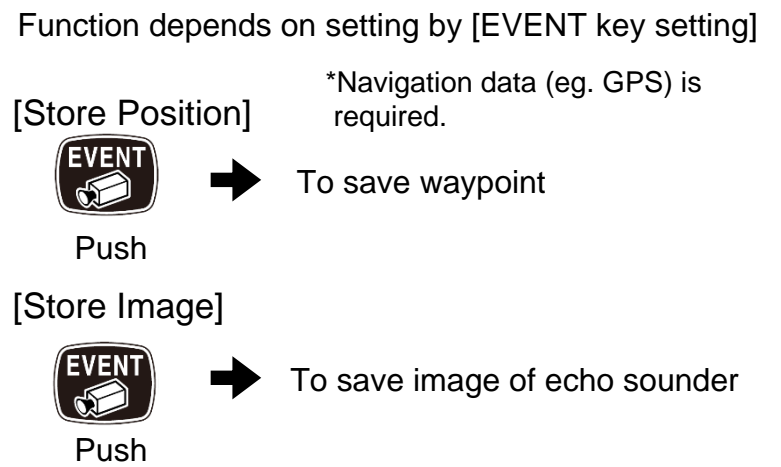 Function depends on setting by [EVENT key setting]
*Navigation data (eg. GPS) is
required.
[Store Position]
EVENT
To save waypoint
Push
[Store Image]
EVENT
To save image of echo sounder
Push